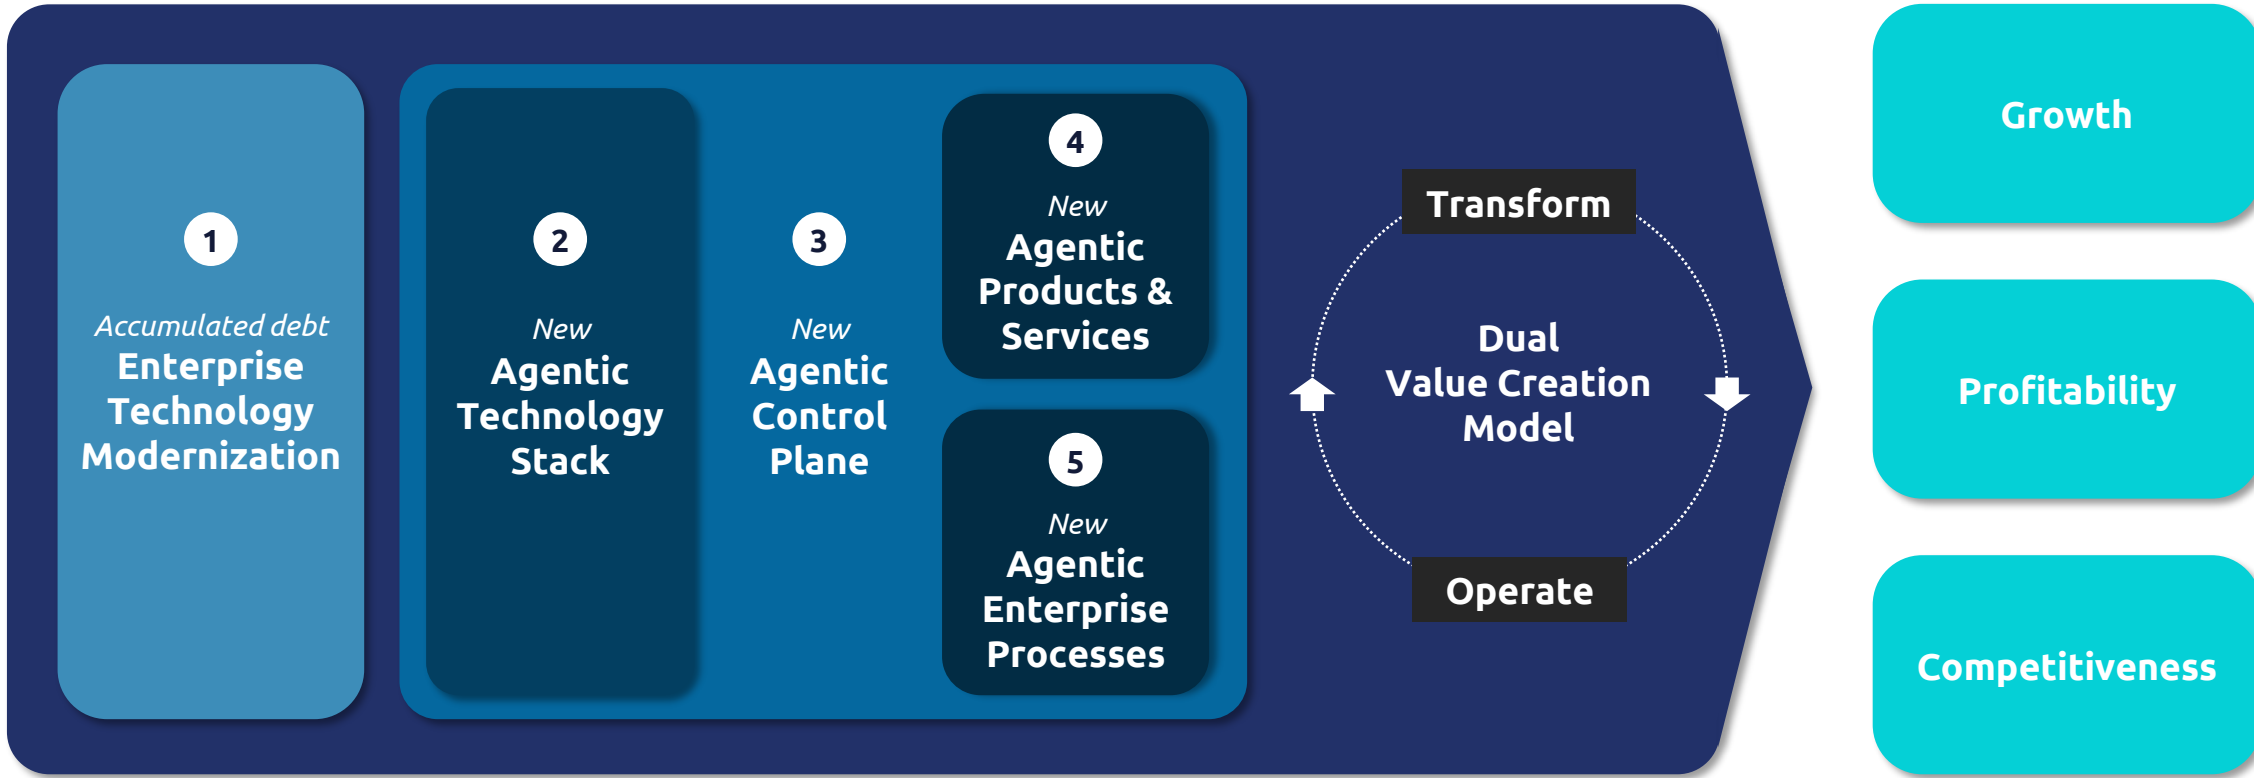 1
Accumulated debt
Enterprise
Technology
Modernization
2
New
Agentic
Technology
Stack
3
New
Agentic
Control
Plane
4
New
Agentic
Products &
Services
5
New
Agentic
Enterprise
Processes
Transform
Dual
Value Creation
Model
Operate
Growth
Profitability
Competitiveness